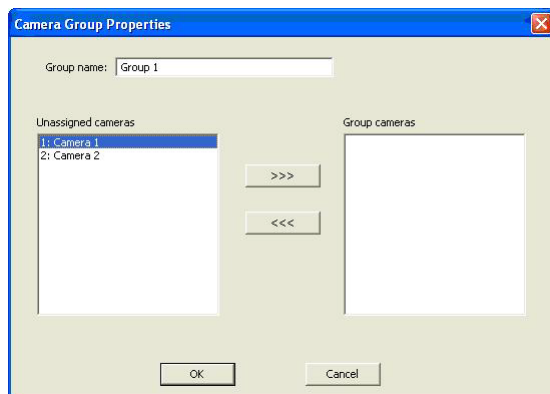 Camera Group Properties
Group name: Group 1
Unassigned cameras
Group cameras
1: Camera 1
2: Camera 2
>>>
<<<
OK
Cancel